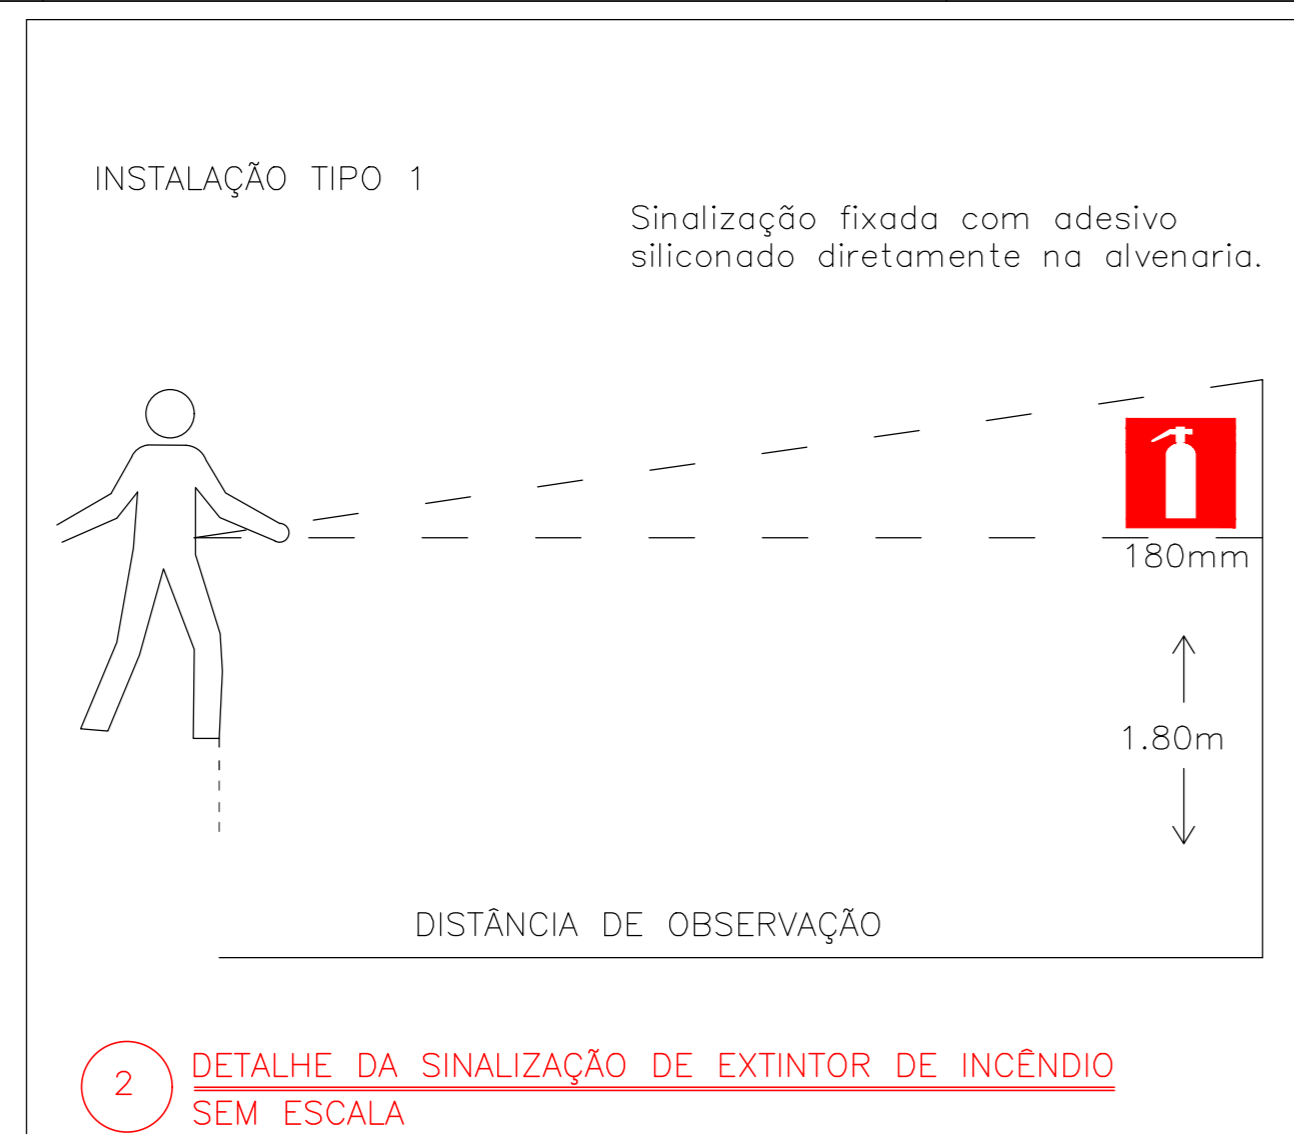 INSTALAÇÃO TIPO 1
Sinalização fixada com adesivo
siliconado diretamente na alvenaria.
180mm
1.80m
DISTÂNCIA DE OBSERVAÇÃO
2
DETALHE DA SINALIZAÇÃO DE EXTINTOR DE INCÊNDIO
SEM ESCALA